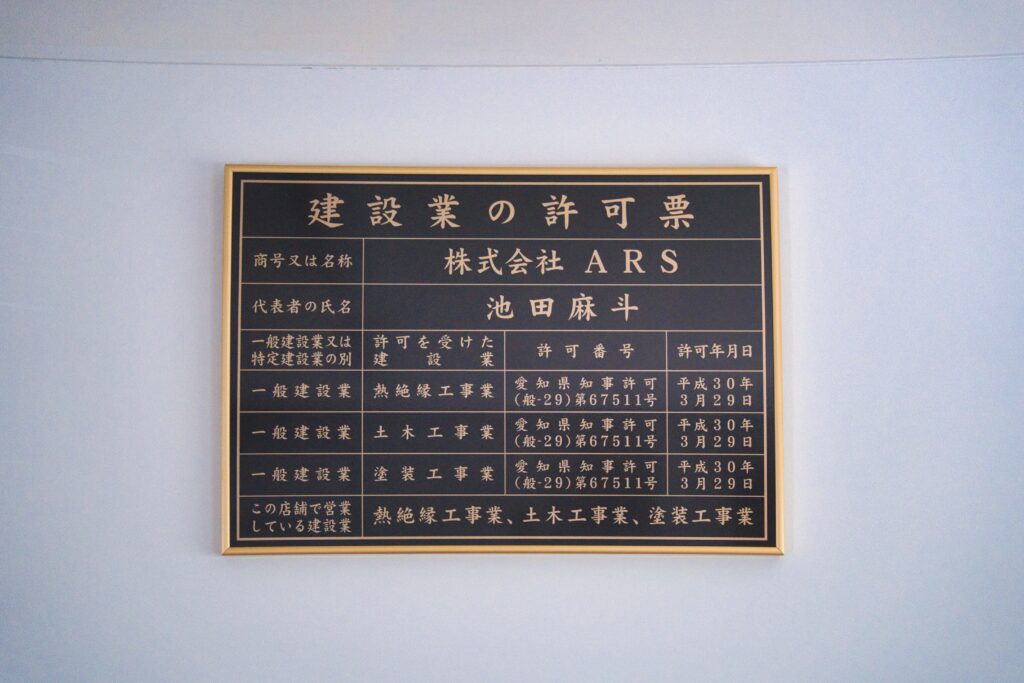 建設業の許可票
商号又は名称 株式会社 ARS
代表者の氏名 池田麻斗
一般建設業又は
特定建設業の別
許可を受けた
建設業
許可番号
許可年月日
一般建設業
熱絶縁工事業
愛知県知事許可
(般-29)第67511号
平成30年
3月29日
一般建設業
土木工事業
愛知県知事許可
(般-29)第67511号
平成30年
3月29日
一般建設業
塗装工事業
愛知県知事許可
(般-29)第67511号
平成30年
3月29日
この店舗で営業
している建設業
熱絶縁工事業、土木工事業、塗装工事業